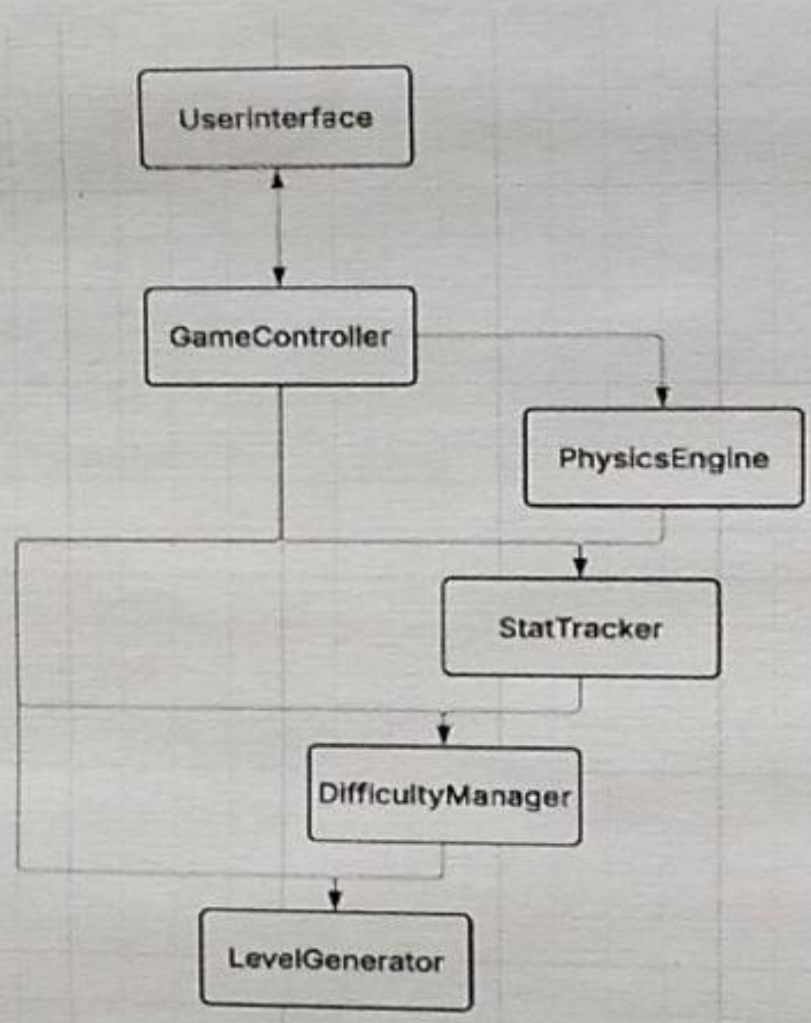 UserInterface
GameController
PhysicsEngine
StatTracker
DifficultyManager
LevelGenerator